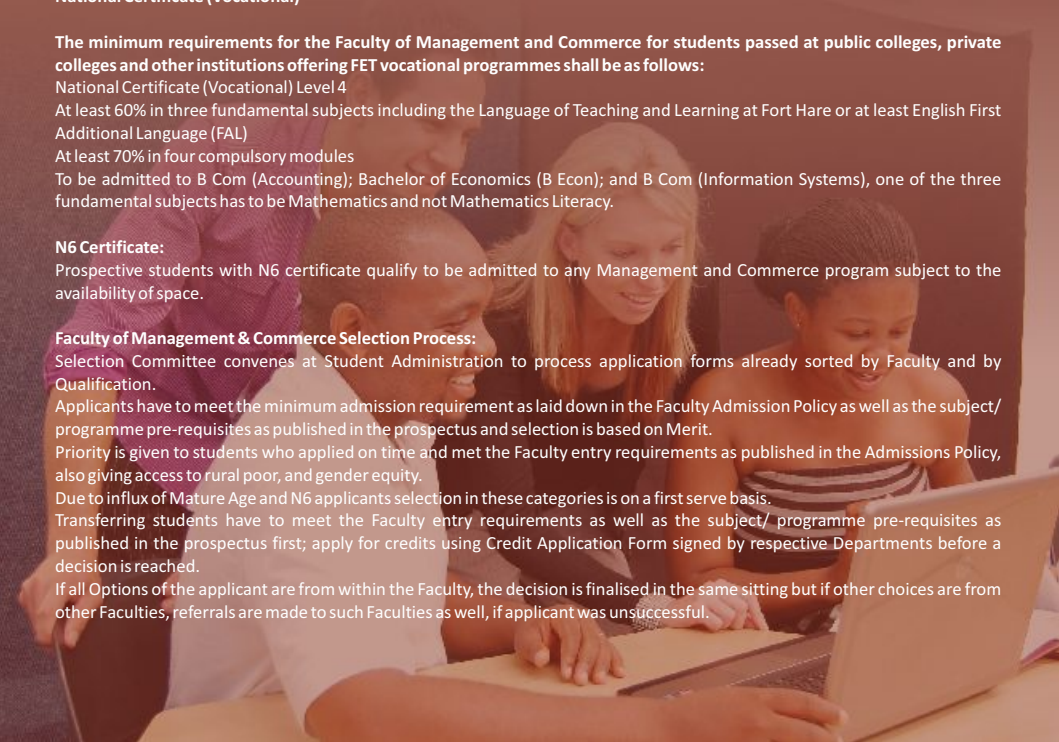 National Certificate (Vocational)
The minimum requirements for the Faculty of Management and Commerce for students passed at public colleges, private
colleges and other institutions offering FET vocational programmes shall be as follows:
National Certificate (Vocational) Level 4
At least 60% in three fundamental subjects including the Language of Teaching and Learning at Fort Hare or at least English First
Additional Language (FAL)
At least 70% in four compulsory modules
To be admitted to B Com (Accounting); Bachelor of Economics (B Econ); and B Com (Information Systems), one of the three
fundamental subjects has to be Mathematics and not Mathematics Literacy.
N6 Certificate:
Prospective students with N6 certificate qualify to be admitted to any Management and Commerce program subject to the
availability of space.
Faculty of Management & Commerce Selection Process:
Selection Committee convenes at Student Administration to process application forms already sorted by Faculty and by
Qualification.
Applicants have to meet the minimum admission requirement as laid down in the Faculty Admission Policy as well as the subject/
programme pre-requisites as published in the prospectus and selection is based on Merit.
Priority is given to students who applied on time and met the Faculty entry requirements as published in the Admissions Policy,
also giving access to rural poor, and gender equity.
Due to influx of Mature Age and N6 applicants selection in these categories is on a first serve basis.
Transferring students have to meet the Faculty entry requirements as well as the subject/ programme pre-requisites as
published in the prospectus first; apply for credits using Credit Application Form signed by respective Departments before a
decision is reached.
If all Options of the applicant are from within the Faculty, the decision is finalised in the same sitting but if other choices are from
other Faculties, referrals are made to such Faculties as well, if applicant was unsuccessful.